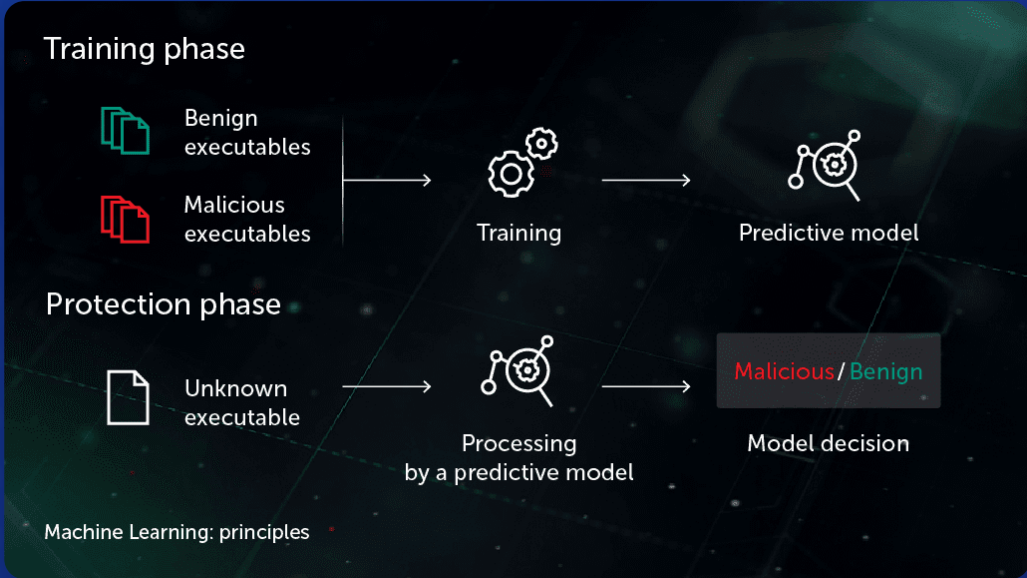 Training phase
Benign
executables
Malicious
executables
Training
Predictive model
Protection phase
Unknown
executable
Processing
by a predictive model
Malicious/Benign
Model decision
Machine Learning: principles